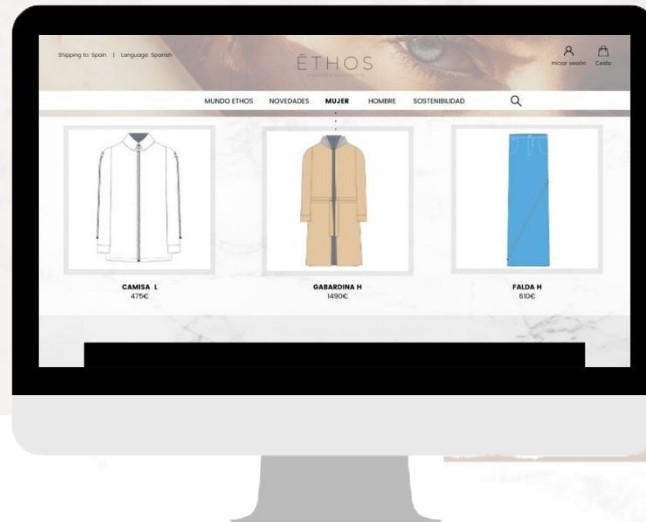 Shipping to: Spain | Language: Spanish
ĒTHOS
Iniciar sesión
Cesta
MUNDO ETHOS NOVEDADES MUJER HOMBRE SOSTENIBILIDAD
CAMISA L
475€
GABARDINA H
1490€
FALDA H
610€